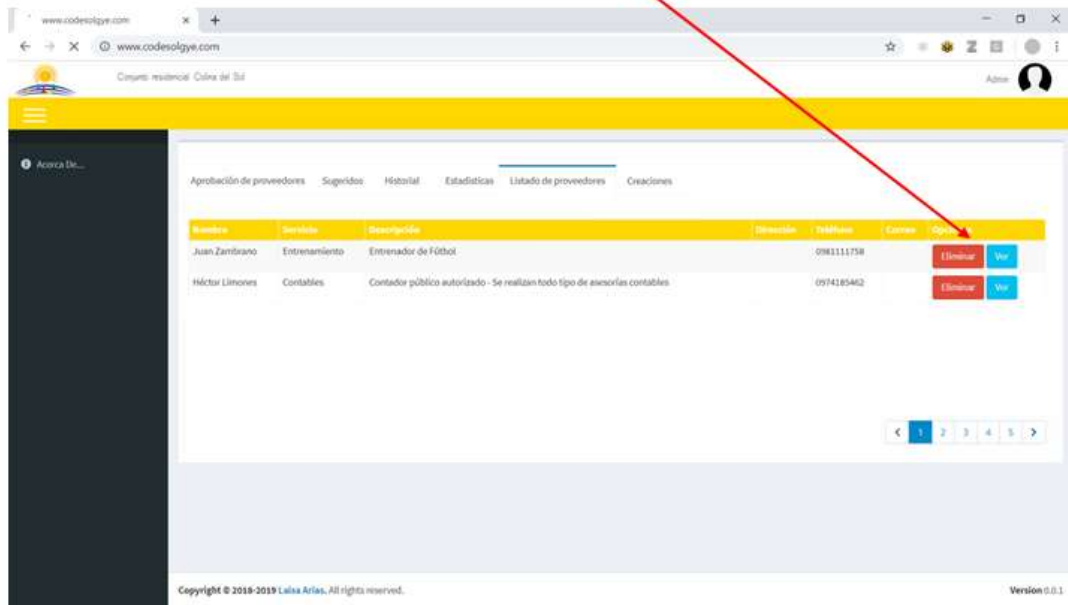 www.codesolgye.com
www.codesolgye.com
Conjunto residencial Colina del Sol
Admin
Acerca De...
Aprobación de proveedores Sugeridos Historial Estadísticas Listado de proveedores Creaciones
Nombre Servicio Descripción Dirección Teléfono Correo Opciones
Juan Zambrano Entrenamiento Entrenador de Fútbol 0981111758 Eliminar Ver
Héctor Limones Contables Contador público autorizado - Se realizan todo tipo de asesorías contables 0974185462 Eliminar Ver
1 2 3 4 5
Copyright © 2018-2019 Laixa Arias. All rights reserved. Version 0.0.1